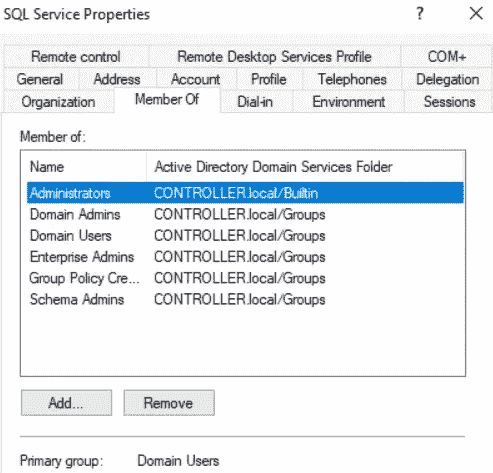 SQL Service Properties ? ×
Remote control Remote Desktop Services Profile COM+
General Address Account Profile Telephones Delegation
Organization Member Of Dial-in Environment Sessions
Member of:
Name Active Directory Domain Services Folder
Administrators CONTROLLER.local/Builtin
Domain Admins CONTROLLER.local/Groups
Domain Users CONTROLLER.local/Groups
Enterprise Admins CONTROLLER.local/Groups
Group Policy Cre... CONTROLLER.local/Groups
Schema Admins CONTROLLER.local/Groups
Add... Remove
Primary group: Domain Users